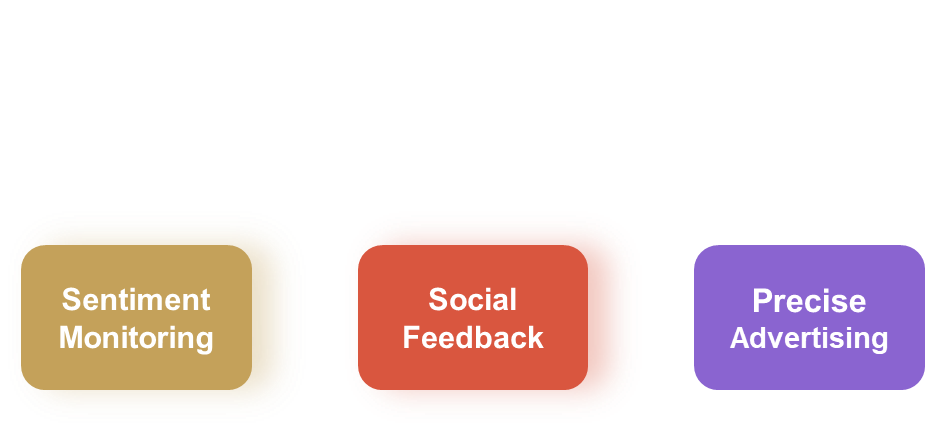 Sentiment
Monitoring
Social
Feedback
Precise
Advertising